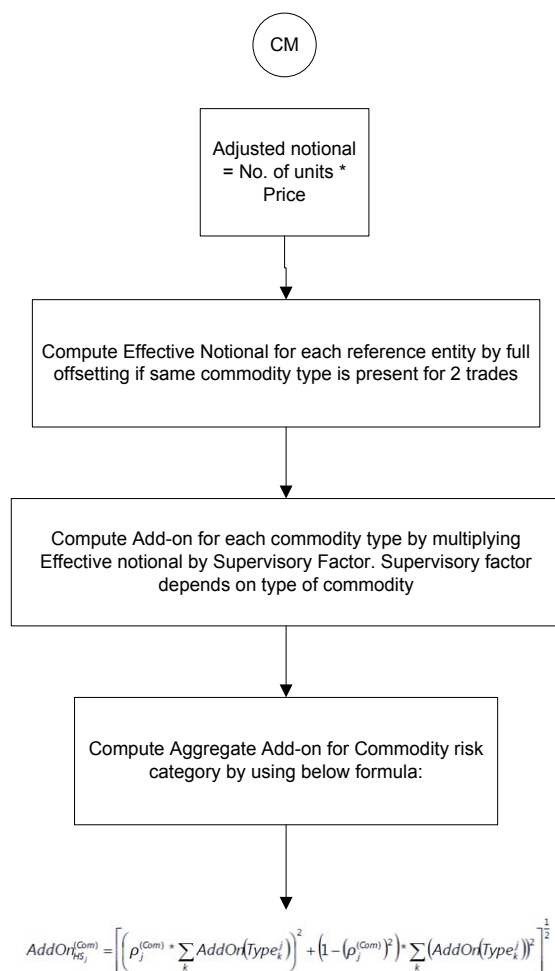 CM
Adjusted notional
= No. of units *
Price
Compute Effective Notional for each reference entity by full
offsetting if same commodity type is present for 2 trades
Compute Add-on for each commodity type by multiplying
Effective notional by Supervisory Factor. Supervisory factor
depends on type of commodity
Compute Aggregate Add-on for Commodity risk
category by using below formula:
AddOn_{HS_j}^{(Com)} = [(ρ_j^{(Com)} * ∑_k AddOn(Type_k^j))^2 + (1-(ρ_j^{(Com)})^2) * ∑_k (AddOn(Type_k^j))^2]^{1/2}